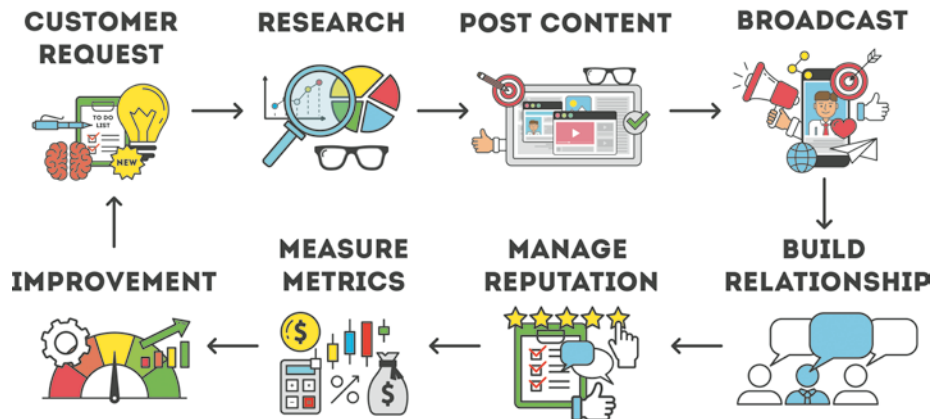 CUSTOMER
REQUEST
RESEARCH
POST CONTENT
BROADCAST
TO DO
LIST
NEW
IMPROVEMENT
MEASURE
METRICS
MANAGE
REPUTATION
BUILD
RELATIONSHIP
$
%
$